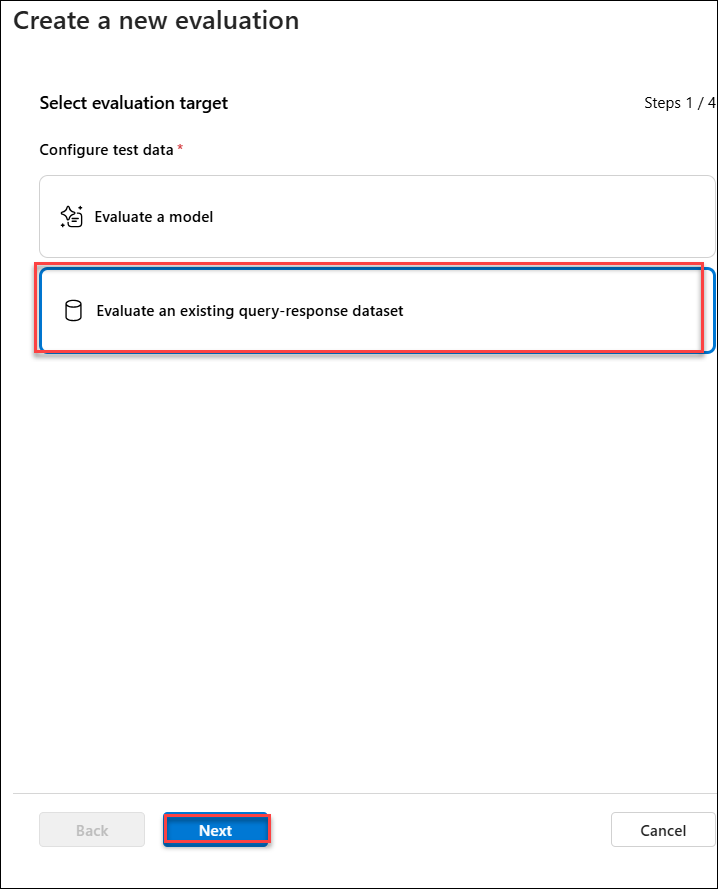 Create a new evaluation
Select evaluation target
Steps 1 / 4
Configure test data *
Evaluate a model
Evaluate an existing query-response dataset
Back
Next
Cancel